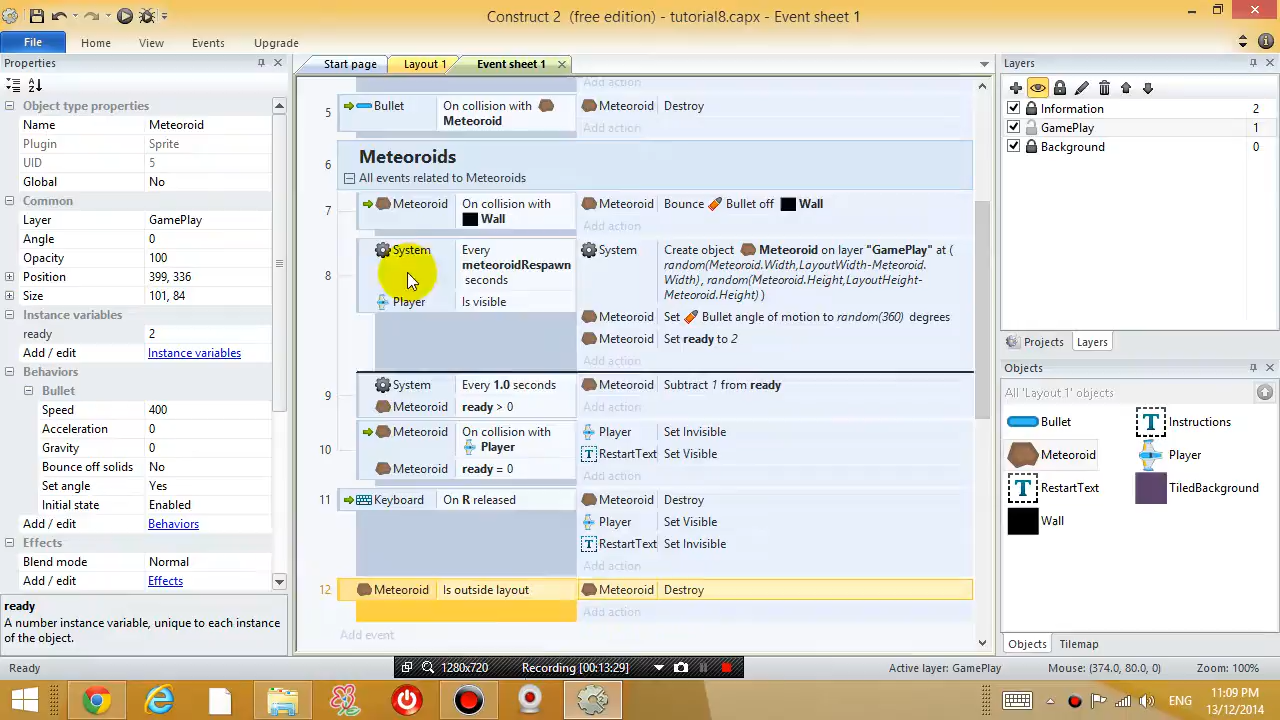 Construct 2  (free edition) - tutorial8.capx - Event sheet 1
File
Home
View
Events
Upgrade
Properties
Object type properties
Name Meteoroid
Plugin Sprite
UID 5
Global No
Common
Layer GamePlay
Angle 0
Opacity 100
Position 399, 336
Size 101, 84
Instance variables
ready 2
Add / edit Instance variables
Behaviors
Bullet
Speed 400
Acceleration 0
Gravity 0
Bounce off solids No
Set angle Yes
Initial state Enabled
Add / edit Behaviors
Effects
Blend mode Normal
Add / edit Effects
ready
A number instance variable, unique to each instance
of the object.
Start page
Layout 1
Event sheet 1
Add action
5 Bullet On collision with Meteoroid
Meteoroid Destroy
Add action
6 Meteoroids
All events related to Meteoroids
7 Meteoroid On collision with Wall
Meteoroid Bounce Bullet off Wall
Add action
8 System Every meteoroidRespawn seconds
Player Is visible
System Create object Meteoroid on layer "GamePlay" at (
random(Meteoroid.Width,LayoutWidth-Meteoroid.
Width) , random(Meteoroid.Height,LayoutHeight-
Meteoroid.Height) )
Meteoroid Set Bullet angle of motion to random(360) degrees
Meteoroid Set ready to 2
Add action
9 System Every 1.0 seconds
Meteoroid ready > 0
Meteoroid Subtract 1 from ready
Add action
10 Meteoroid On collision with Player
Meteoroid ready = 0
Player Set Invisible
RestartText Set Visible
Add action
11 Keyboard On R released
Meteoroid Destroy
Player Set Visible
RestartText Set Invisible
Add action
12 Meteoroid Is outside layout
Meteoroid Destroy
Add action
Add event
Layers
Information 2
GamePlay 1
Background 0
Projects
Layers
Objects
All 'Layout 1' objects
Bullet
Instructions
Meteoroid
Player
RestartText
TiledBackground
Wall
Objects
Tilemap
Ready
1280x720
Recording [00:13:29]
Active layer: GamePlay
Mouse: (374.0, 80.0, 0)
Zoom: 100%
ENG
11:09 PM
13/12/2014